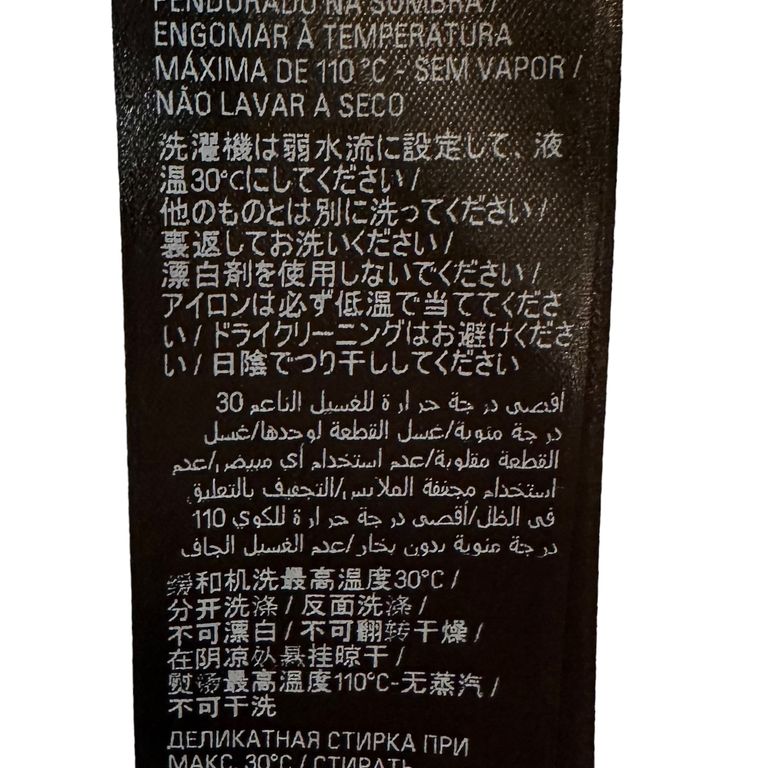 PENDURADO NA SOMBRA /
ENGOMAR À TEMPERATURA
MÁXIMA DE 110 °C - SEM VAPOR /
NÃO LAVAR A SECO
洗濯機は弱水流に設定して、液
温30℃にしてください /
他のものとは別に洗ってください /
裏返してお洗いください /
漂白剤を使用しないでください /
アイロンは必ず低温で当ててくださ
い / ドライクリーニングはお避けくださ
い / 日陰でつり干ししてください
اقصى درجة حرارة للغسيل الناعم 30
درجة مئوية/غسل القطعة لوحدها/غسل
القطعة مقلوبة/عدم استخدام أي مبيض/عدم
استخدام مجففة الملابس/التجفيف بالتعليق
في الظل/أقصى درجة حرارة للكوي 110
درجة مئوية بدون بخار/عدم الغسيل الجاف
缓和机洗最高温度30℃ /
分开洗涤 / 反面洗涤 /
不可漂白 / 不可翻转干燥 /
在阴凉处悬挂晾干 /
熨烫最高温度110℃-无蒸汽 /
不可干洗
ДЕЛИКАТНАЯ СТИРКА ПРИ
МАКС. 30°C / СТИРАТЬ